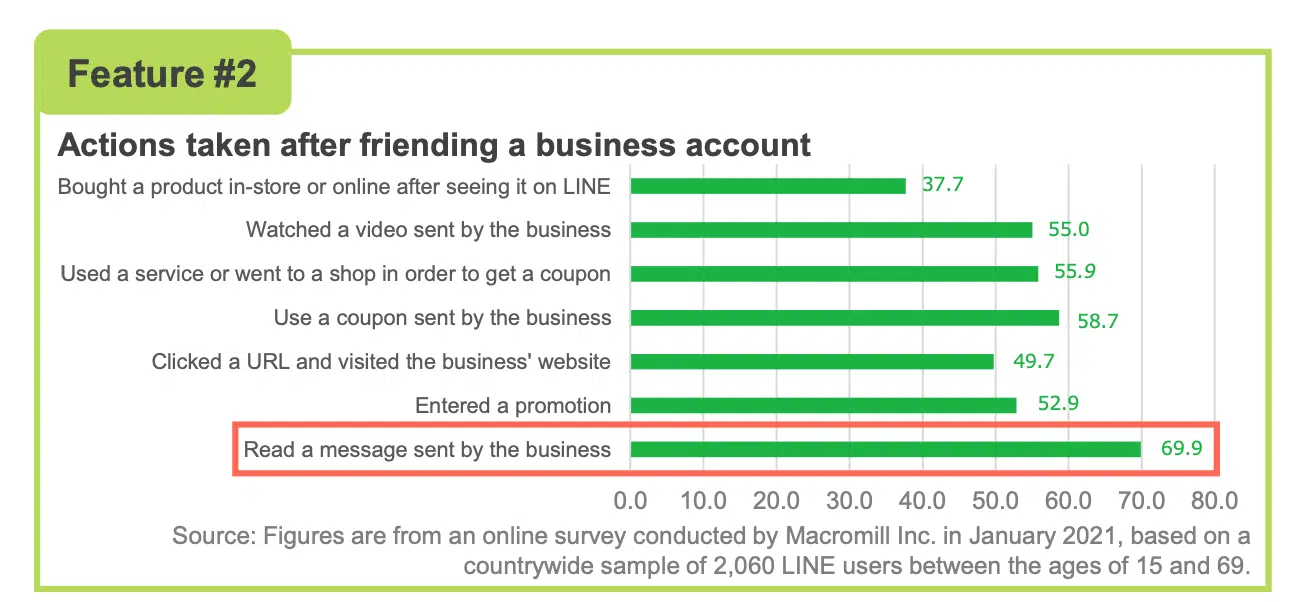 Feature #2
Actions taken after friending a business account
Bought a product in-store or online after seeing it on LINE 37.7
Watched a video sent by the business 55.0
Used a service or went to a shop in order to get a coupon 55.9
Use a coupon sent by the business 58.7
Clicked a URL and visited the business' website 49.7
Entered a promotion 52.9
Read a message sent by the business 69.9
0.0 10.0 20.0 30.0 40.0 50.0 60.0 70.0 80.0
Source: Figures are from an online survey conducted by Macromill Inc. in January 2021, based on a
countrywide sample of 2,060 LINE users between the ages of 15 and 69.